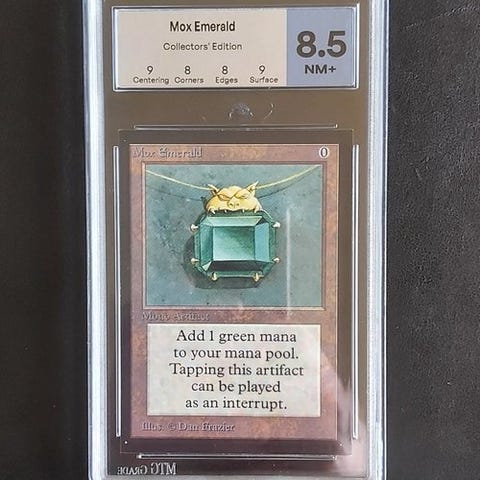 Mox Emerald
Collectors' Edition
8.5
NM+
9 8 8 9
Centering Corners Edges Surface
Mox Emerald 0
Mono Artifact
Add 1 green mana
to your mana pool.
Tapping this artifact
can be played
as an interrupt.
Illus. © Dan Frazier
MTG GRADE